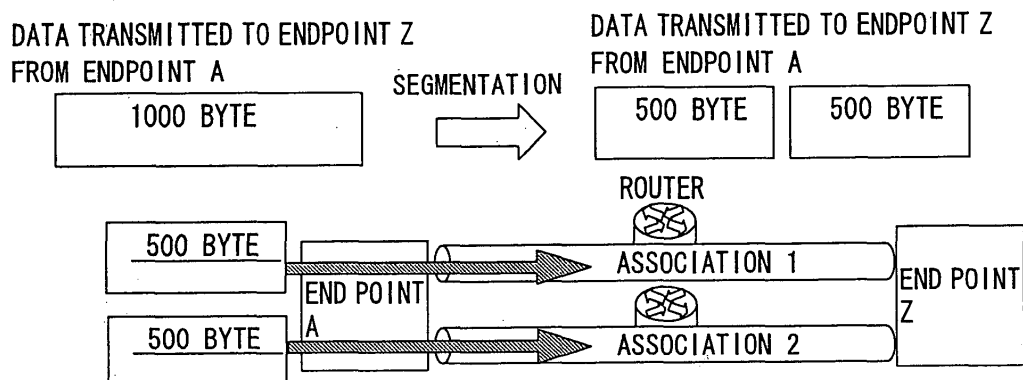 DATA TRANSMITTED TO ENDPOINT Z
FROM ENDPOINT A
1000 BYTE
SEGMENTATION
DATA TRANSMITTED TO ENDPOINT Z
FROM ENDPOINT A
500 BYTE
500 BYTE
ROUTER
500 BYTE
END POINT
A
ASSOCIATION 1
END POINT
Z
500 BYTE
ASSOCIATION 2